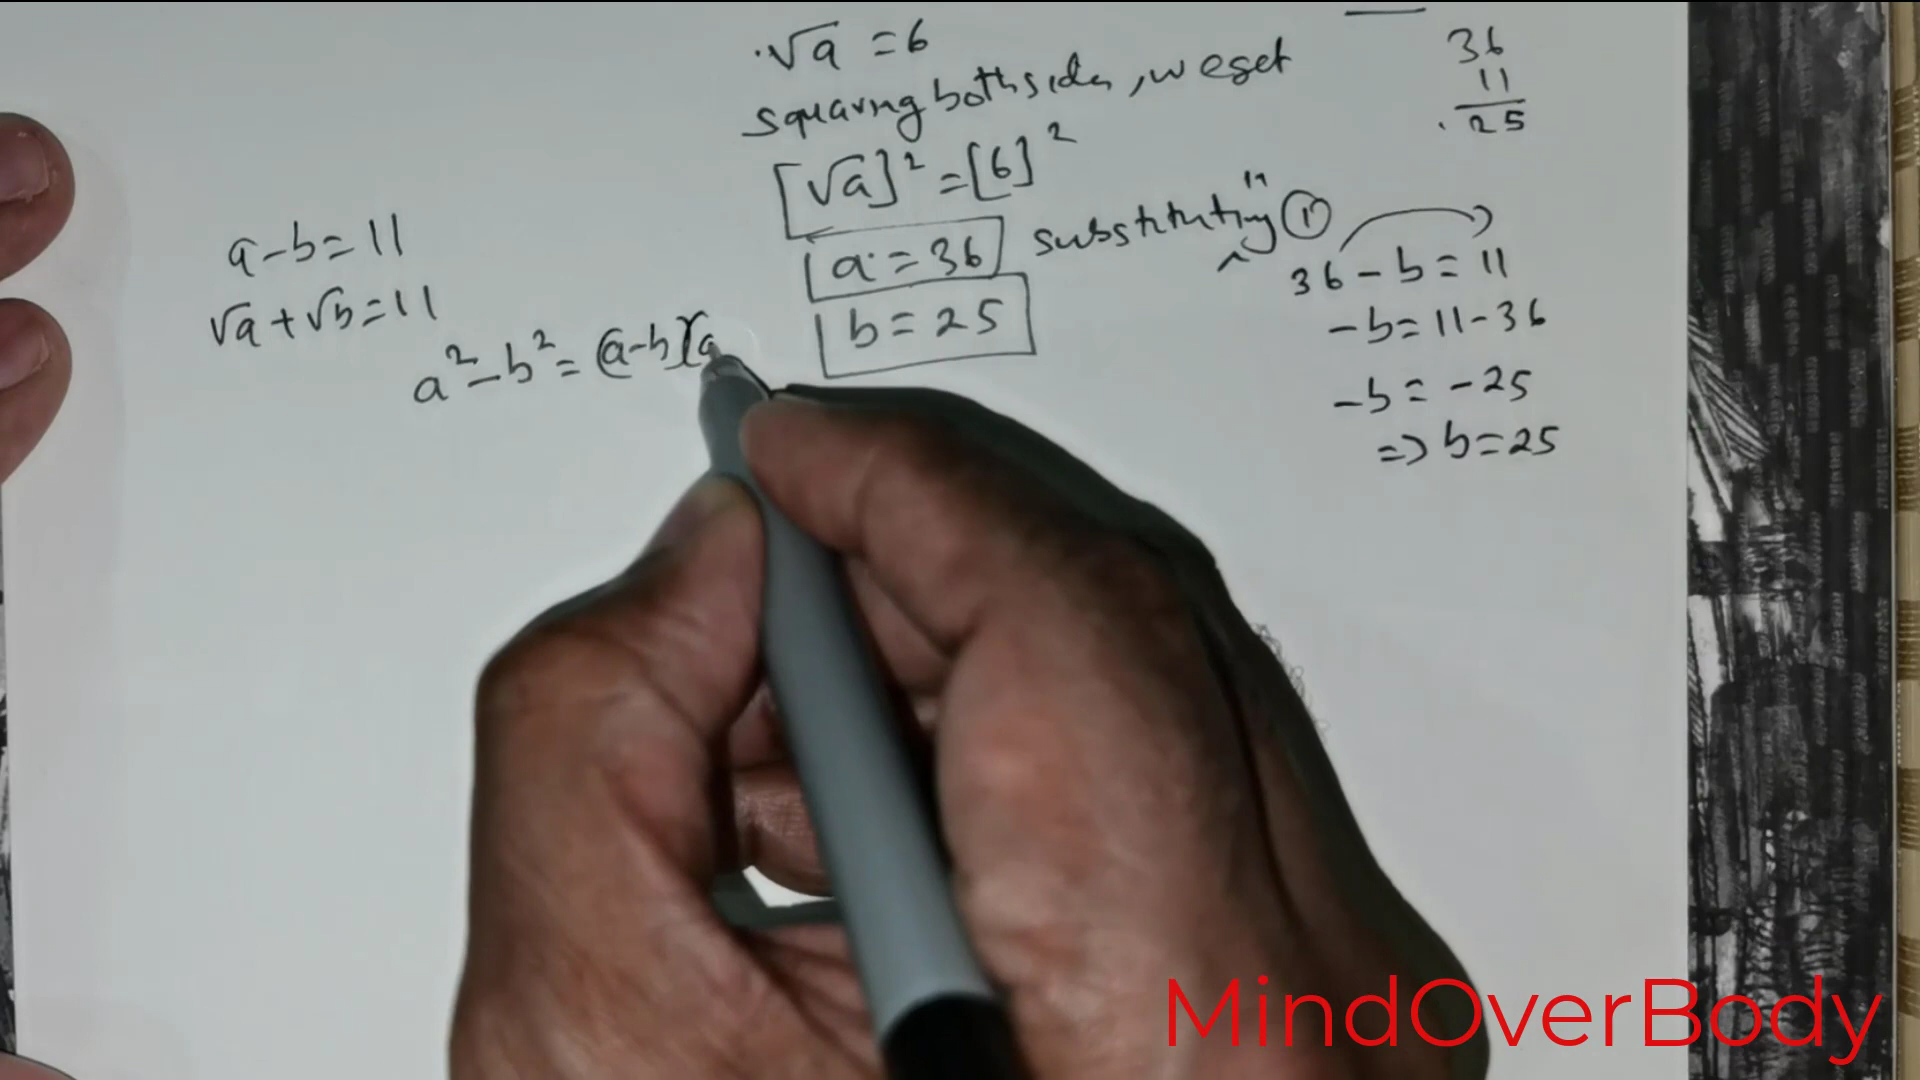 a-b=11
√a+√b=11
a²-b²=(a-b)(a
.√a =6
squaring both sides, we get
[√a]²=[6]²
a=36
b=25
substituting in ①
36
11
25
36-b=11
-b=11-36
-b=-25
=>b=25
MindOverBody